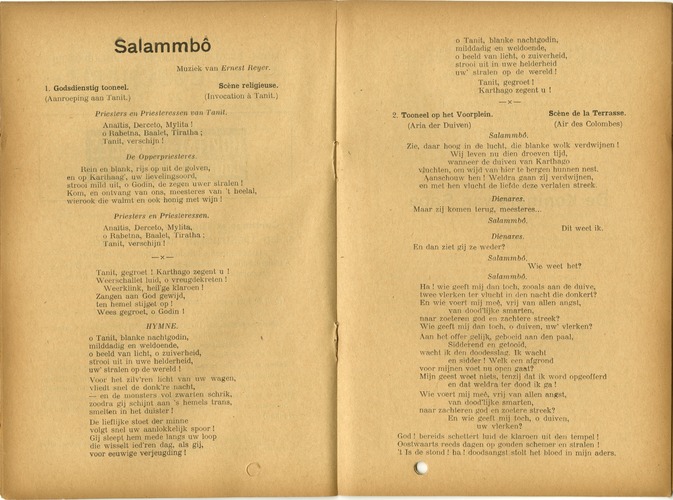 Salammbô
Muziek van Ernest Reyer.
1. Godsdienstig tooneel. Scène religieuse.
(Aanroeping aan Tanit.) (Invocation à Tanit.)
Priesters en Priesteressen van Tanit.
Anaïtis, Derceto, Mylita !
o Rabetna, Baalet, Tiratha ;
Tanit, verschijn !
De Opperpriesteres.
Rein en blank, rijs op uit de golven,
en op Karthaag', uw lievelingsoord,
strooi mild uit, o Godin, de zegen uwer stralen !
Kom, en ontvang van ons, meesteres van 't heelal,
wierook die walmt en ook honing met wijn !
Priesters en Priesteressen.
Anaïtis, Derceto, Mylita,
o Rabetna, Baalet, Tiratha ;
Tanit, verschijn !
—×—
Tanit, gegroet ! Karthago zegent u !
Weerschallet luid, o vreugdekreten !
Weerklink, heil'ge klaroen !
Zangen aan God gewijd,
ten hemel stijget op !
Wees gegroet, o Godin !
HYMNE.
o Tanit, blanke nachtgodin,
milddadig en weldoende,
o beeld van licht, o zuiverheid,
strooi uit in uwe helderheid,
uw' stralen op de wereld !
Voor het zilv'ren licht van uw wagen,
vliedt snel de donk're nacht,
— en de monsters vol zwarten schrik,
zoodra gij schijnt aan 's hemels trans,
smelten in het duister !
De lieflijke stoet der minne
volgt snel uw aanlokkelijk spoor !
Gij sleept hem mede langs uw loop
die wisselt ied'ren dag, als gij,
voor eeuwige verjeugding !
o Tanit, blanke nachtgodin,
milddadig en weldoende,
o beeld van licht, o zuiverheid,
strooi uit in uwe helderheid
uw' stralen op de wereld !
Tanit, gegroet !
Karthago zegent u !
—×—
2. Tooneel op het Voorplein. Scène de la Terrasse.
(Aria der Duiven) (Air des Colombes)
Salammbô.
Zie, daar hoog in de lucht, die blanke wolk verdwijnen !
Wij leven nu dien droeven tijd,
wanneer de duiven van Karthago
vluchten, om wijd van hier te bergen hunnen nest.
Aanschouw hen ! Weldra gaan zij verdwijnen,
en met hen vlucht de liefde deze verlaten streek.
Dienares.
Maar zij komen terug, meesteres...
Salammbô.
Dit weet ik.
Dienares.
En dan ziet gij ze weder?
Salammbô.
Wie weet het?
Salammbô.
Ha ! wie geeft mij dan toch, zooals aan de duive,
twee vlerken ter vlucht in den nacht die donkert?
En wie voert mij meê, vrij van allen angst,
van dood'lijke smarten,
naar zoeteren god en zachtere streek?
Wie geeft mij dan toch, o duiven, uw' vlerken?
Aan het offer gelijk, gehoeid aan den paal,
Sidderend en getooid,
wacht ik den doodesslag. Ik wacht
en sidder ! Welk een afgrond
voor mijnen voet nu open gaat?
Mijn geest weet niets, tenzij dat ik word opgeofferd
en dat weldra ter dood ik ga !
Wie voert mij meê, vrij van allen angst,
van dood'lijke smarten,
naar zachteren god en zoetere streek?
En wie geeft mij toch, o duiven,
uw vlerken?
God ! bereids schettert luid de klaroen uit den tempel !
Oostwaarts reeds dagen op gouden schemer en stralen !
't Is de stond ! ha ! doodsangst stolt het bloed in mijn aders.